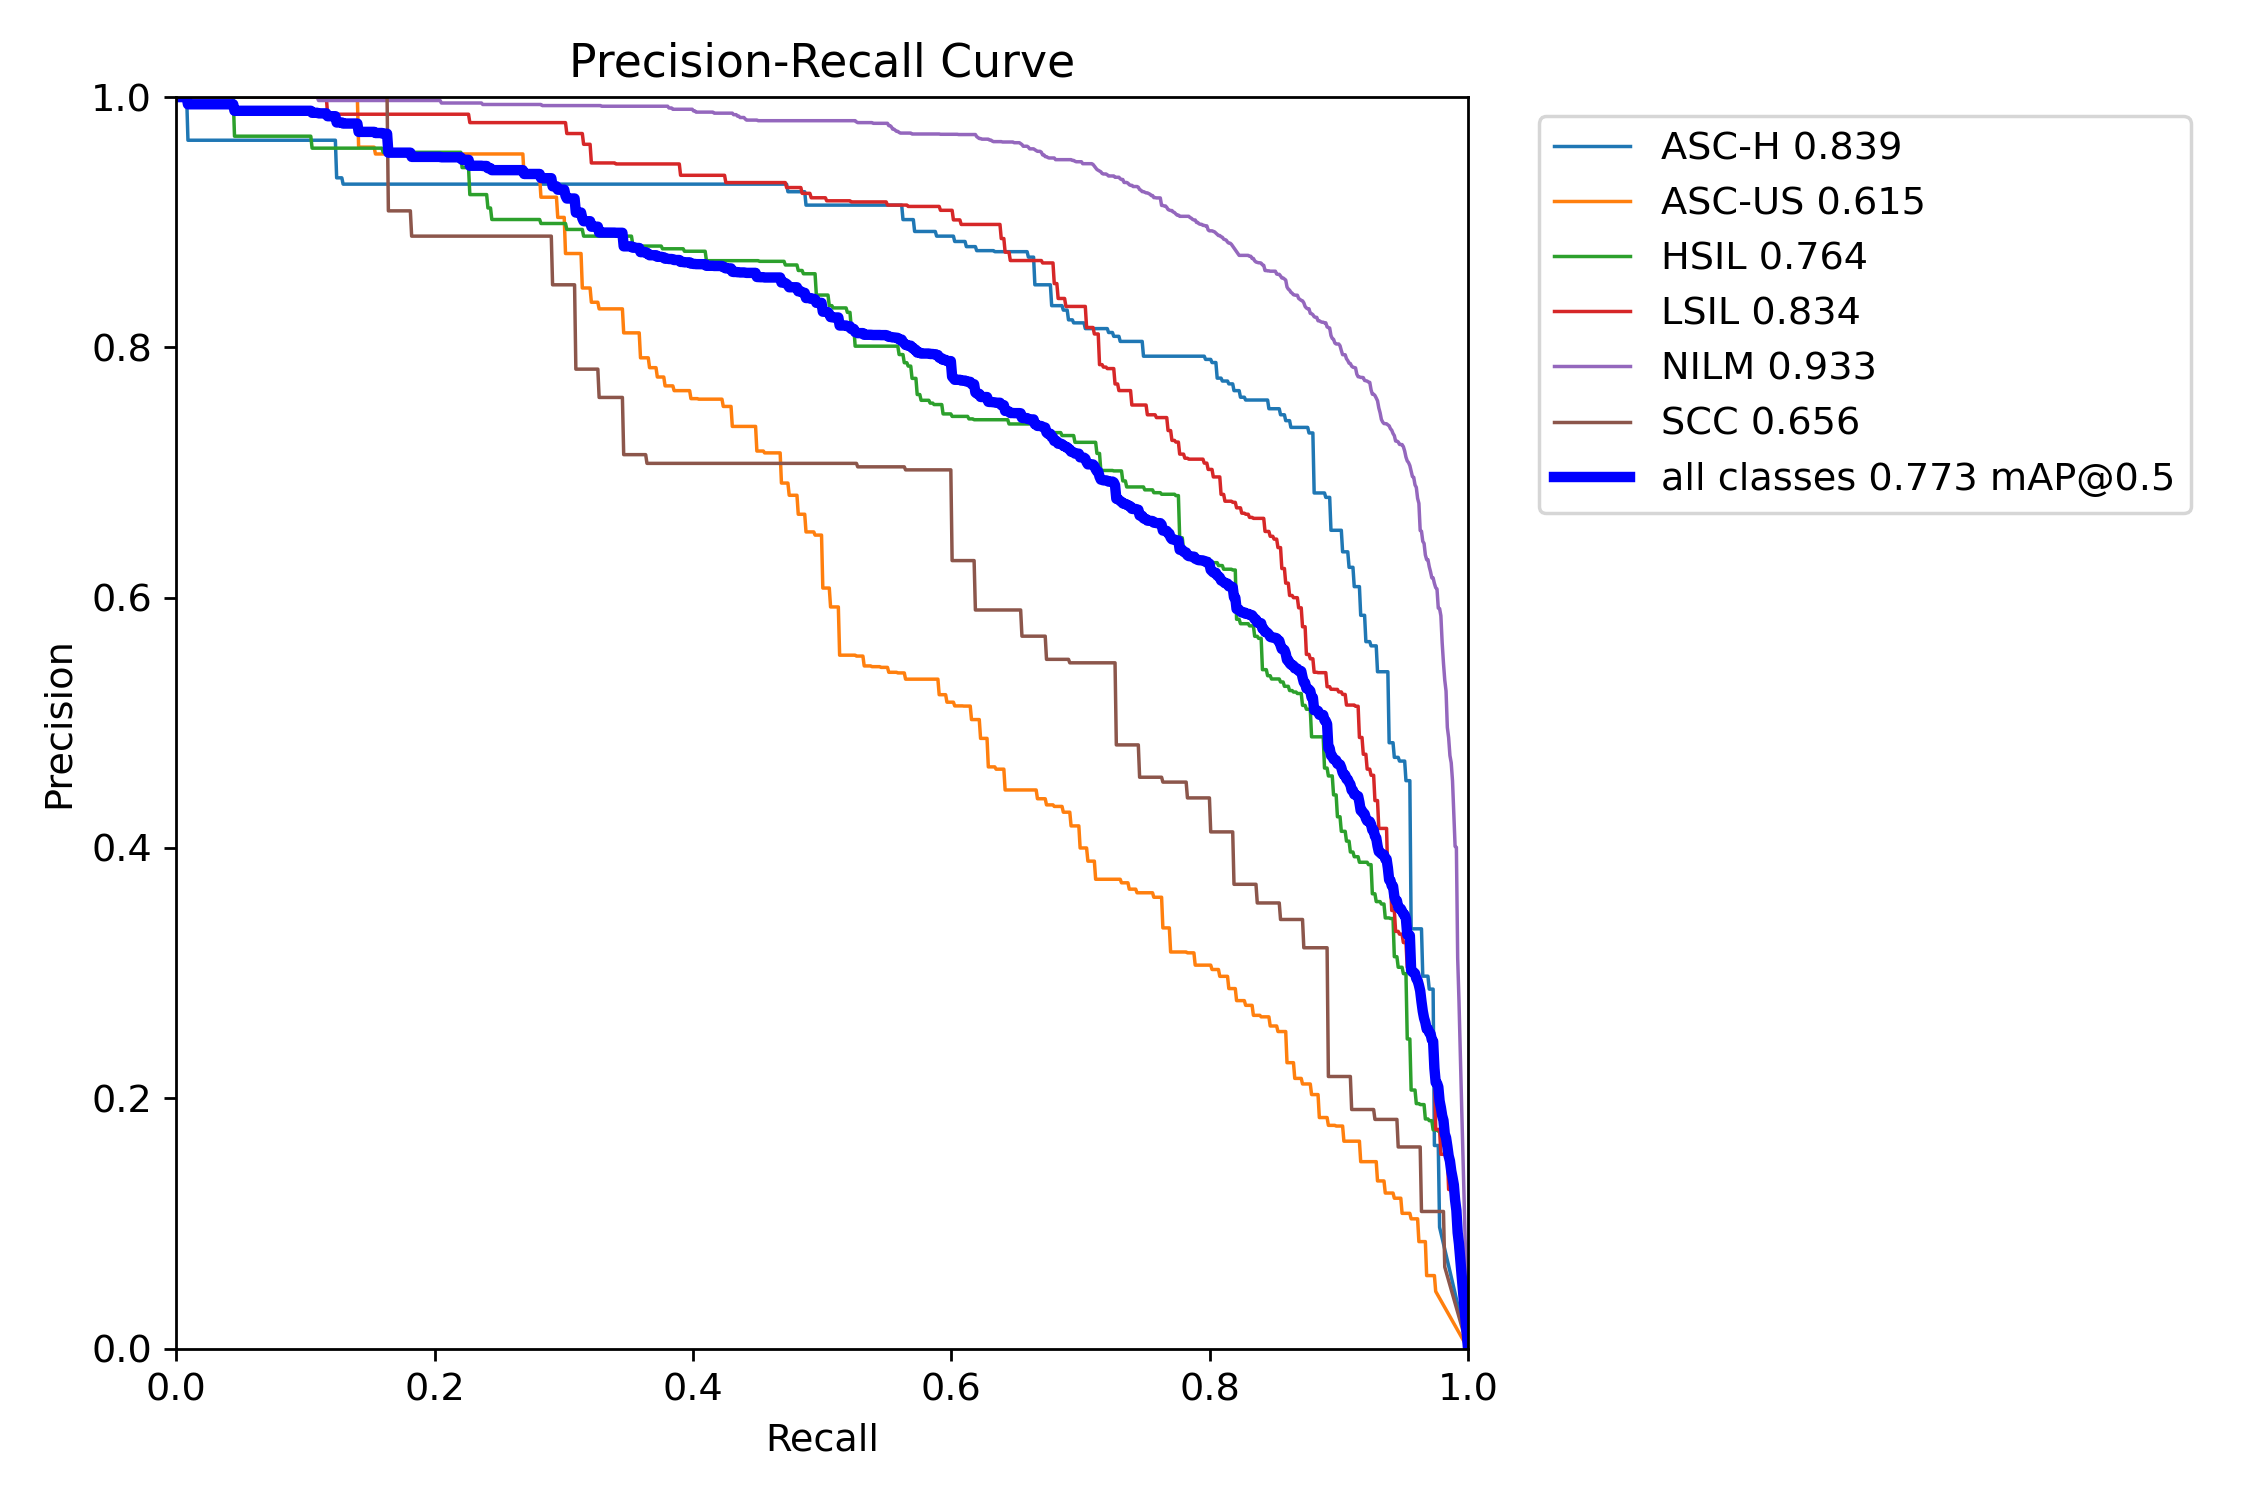 Precision-Recall Curve
1.0
0.8
0.6
0.4
0.2
0.0
Precision
0.0 0.2 0.4 0.6 0.8 1.0
Recall
ASC-H 0.839
ASC-US 0.615
HSIL 0.764
LSIL 0.834
NILM 0.933
SCC 0.656
all classes 0.773 mAP@0.5